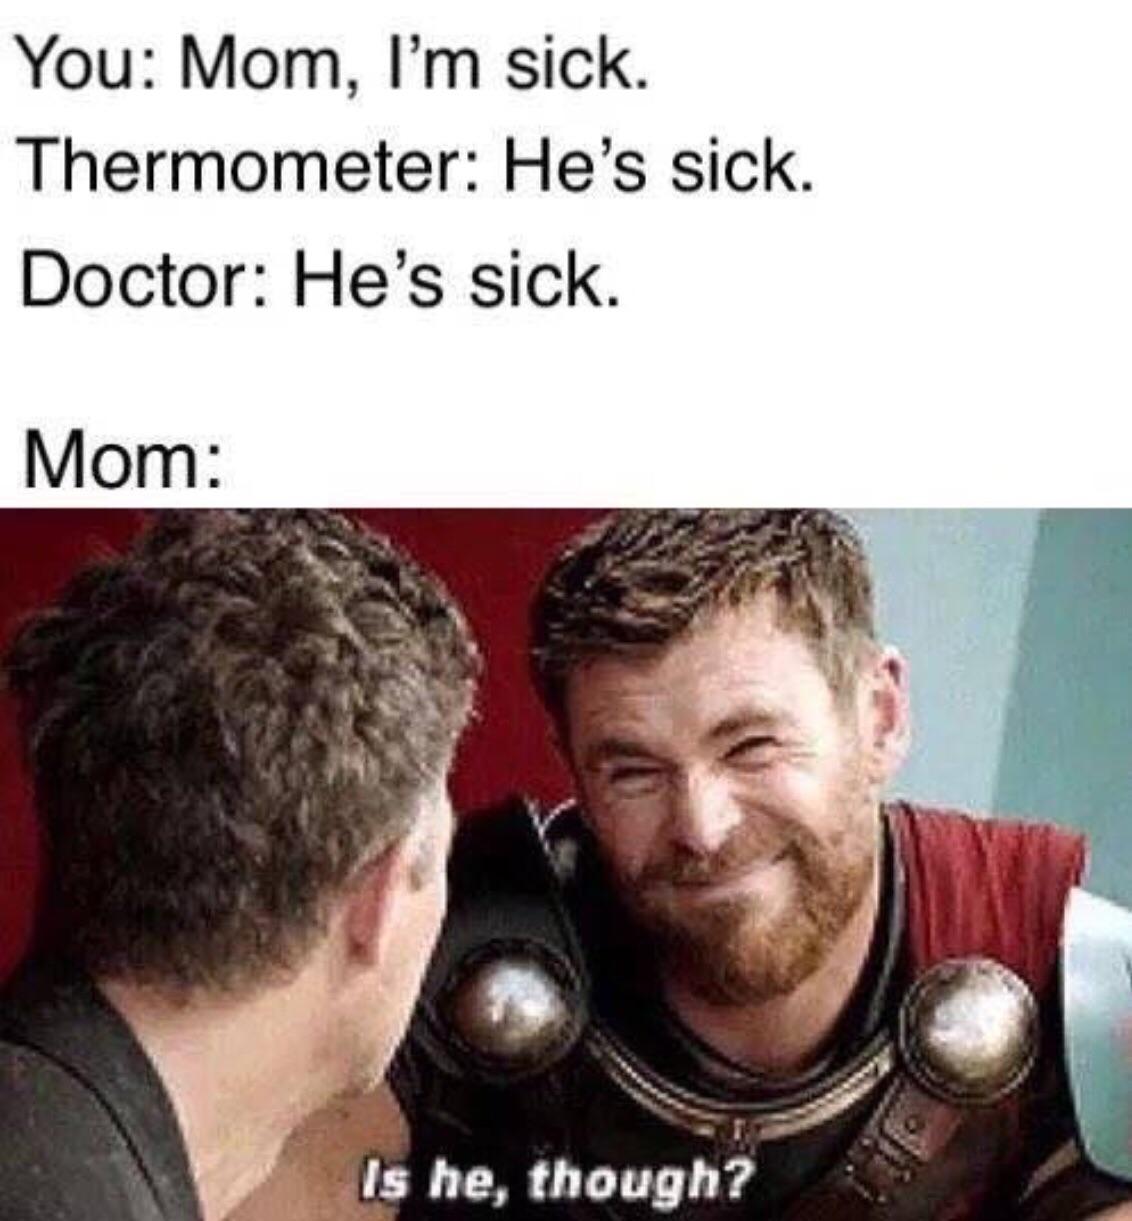 You: Mom, I’m sick.
Thermometer: He’s sick.
Doctor: He’s sick.
Mom:
Is he, though?